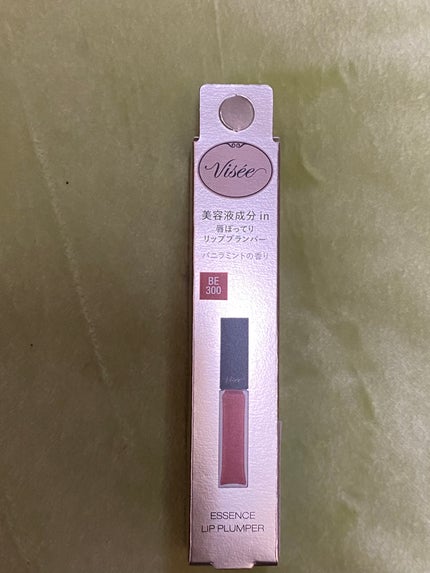 Visée
美容液成分 in
唇ぽってり
リッププランパー
バニラミントの香り
BE
300
Visée
ESSENCE
LIP PLUMPER